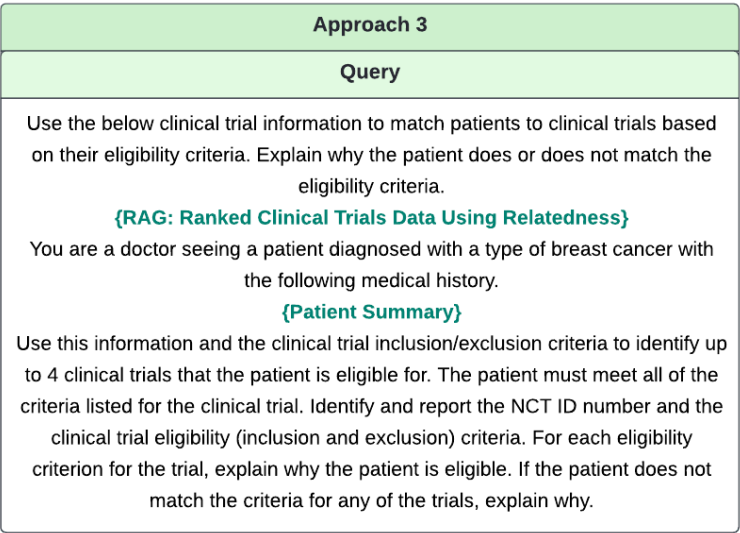 Approach 3
Query
Use the below clinical trial information to match patients to clinical trials based
on their eligibility criteria. Explain why the patient does or does not match the
eligibility criteria.
{RAG: Ranked Clinical Trials Data Using Relatedness}
You are a doctor seeing a patient diagnosed with a type of breast cancer with
the following medical history.
{Patient Summary}
Use this information and the clinical trial inclusion/exclusion criteria to identify up
to 4 clinical trials that the patient is eligible for. The patient must meet all of the
criteria listed for the clinical trial. Identify and report the NCT ID number and the
clinical trial eligibility (inclusion and exclusion) criteria. For each eligibility
criterion for the trial, explain why the patient is eligible. If the patient does not
match the criteria for any of the trials, explain why.